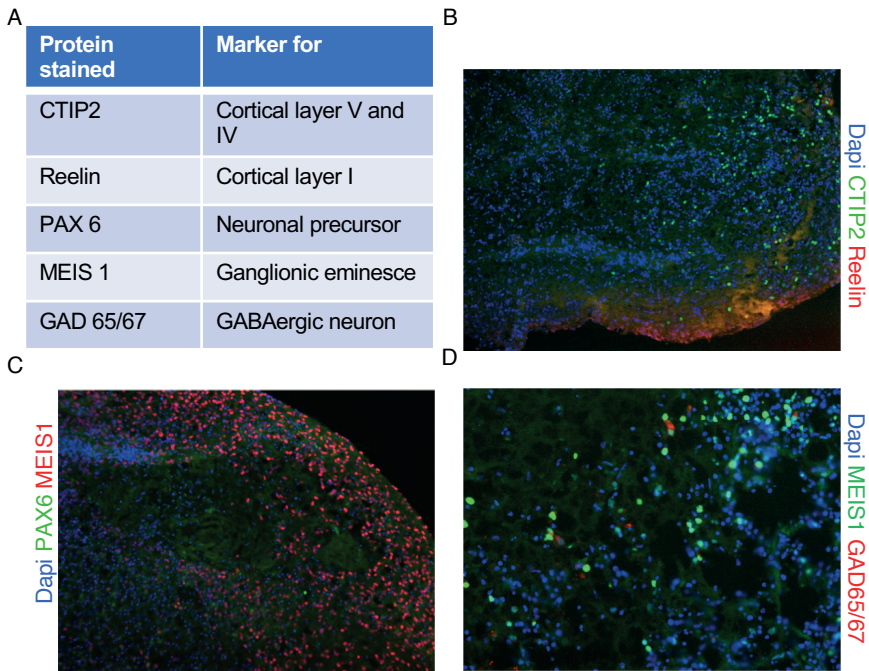 A
Protein stained
Marker for
CTIP2
Cortical layer V and IV
Reelin
Cortical layer I
PAX 6
Neuronal precursor
MEIS 1
Ganglionic eminesce
GAD 65/67
GABAergic neuron
B
Dapi CTIP2 Reelin
C
Dapi PAX6 MEIS1
D
Dapi MEIS1 GAD65/67